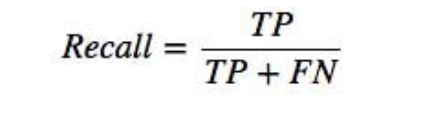 Recall = TP / TP + FN